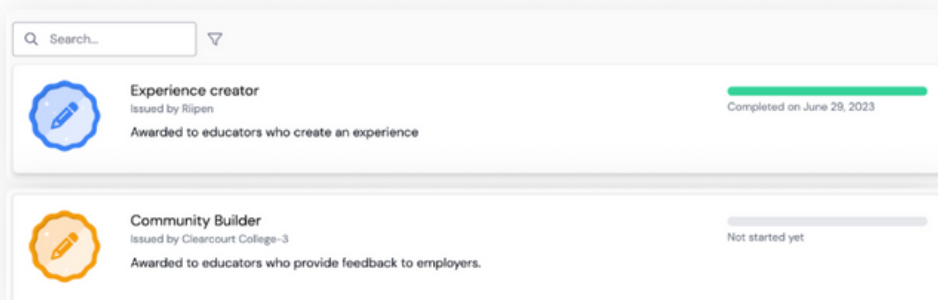 Search...
Experience creator
Issued by Riipen
Awarded to educators who create an experience
Completed on June 29, 2023
Community Builder
Issued by Clearcourt College-3
Awarded to educators who provide feedback to employers.
Not started yet